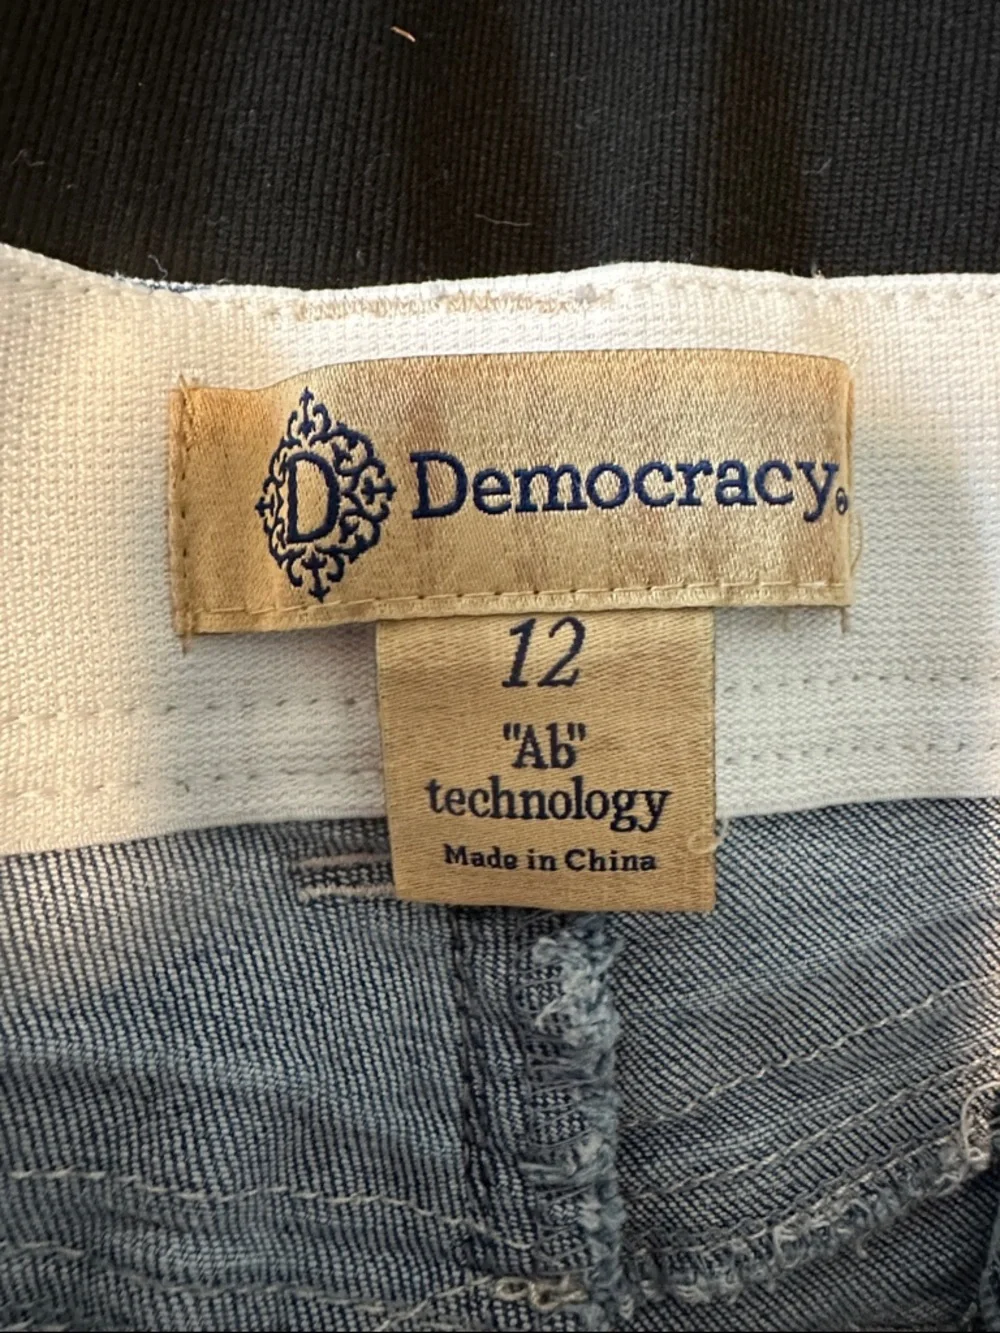 D Democracy®
12
"Ab"
technology
Made in China